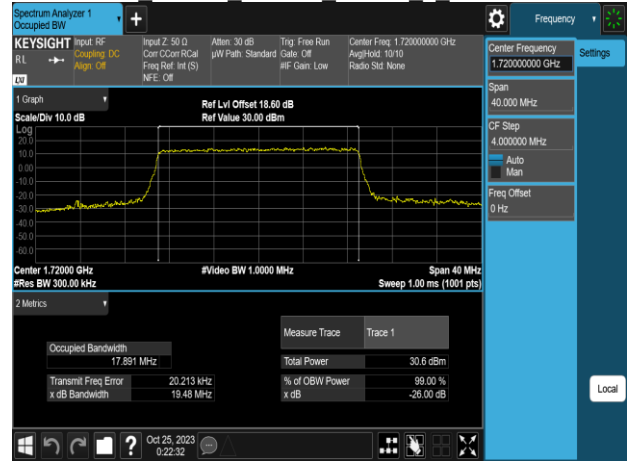 Spectrum Analyzer 1
Occupied BW
Frequency
KEYSIGHT
RL
LXI
Input: RF
Coupling: DC
Align: Off
Input Z: 50 Ω
Corr CCorr RCal
Freq Ref: Int (S)
NFE: Off
Atten: 30 dB
µW Path: Standard
Trig: Free Run
Gate: Off
#IF Gain: Low
Center Freq: 1.720000000 GHz
Avg|Hold: 10/10
Radio Std: None
Center Frequency
1.720000000 GHz
Settings
Span
40.000 MHz
CF Step
4.000000 MHz
Auto
Man
Freq Offset
0 Hz
1 Graph
Scale/Div 10.0 dB
Ref Lvl Offset 18.60 dB
Ref Value 30.00 dBm
Log
20.0
10.0
0.00
-10.0
-20.0
-30.0
-40.0
-50.0
-60.0
Center 1.72000 GHz
#Res BW 300.00 kHz
#Video BW 1.0000 MHz
Span 40 MHz
Sweep 1.00 ms (1001 pts)
2 Metrics
Measure Trace Trace 1
Occupied Bandwidth
17.891 MHz
Total Power 30.6 dBm
Transmit Freq Error 20.213 kHz
% of OBW Power 99.00 %
x dB Bandwidth 19.48 MHz
x dB -26.00 dB
Local
?
Oct 25, 2023
0:22:32